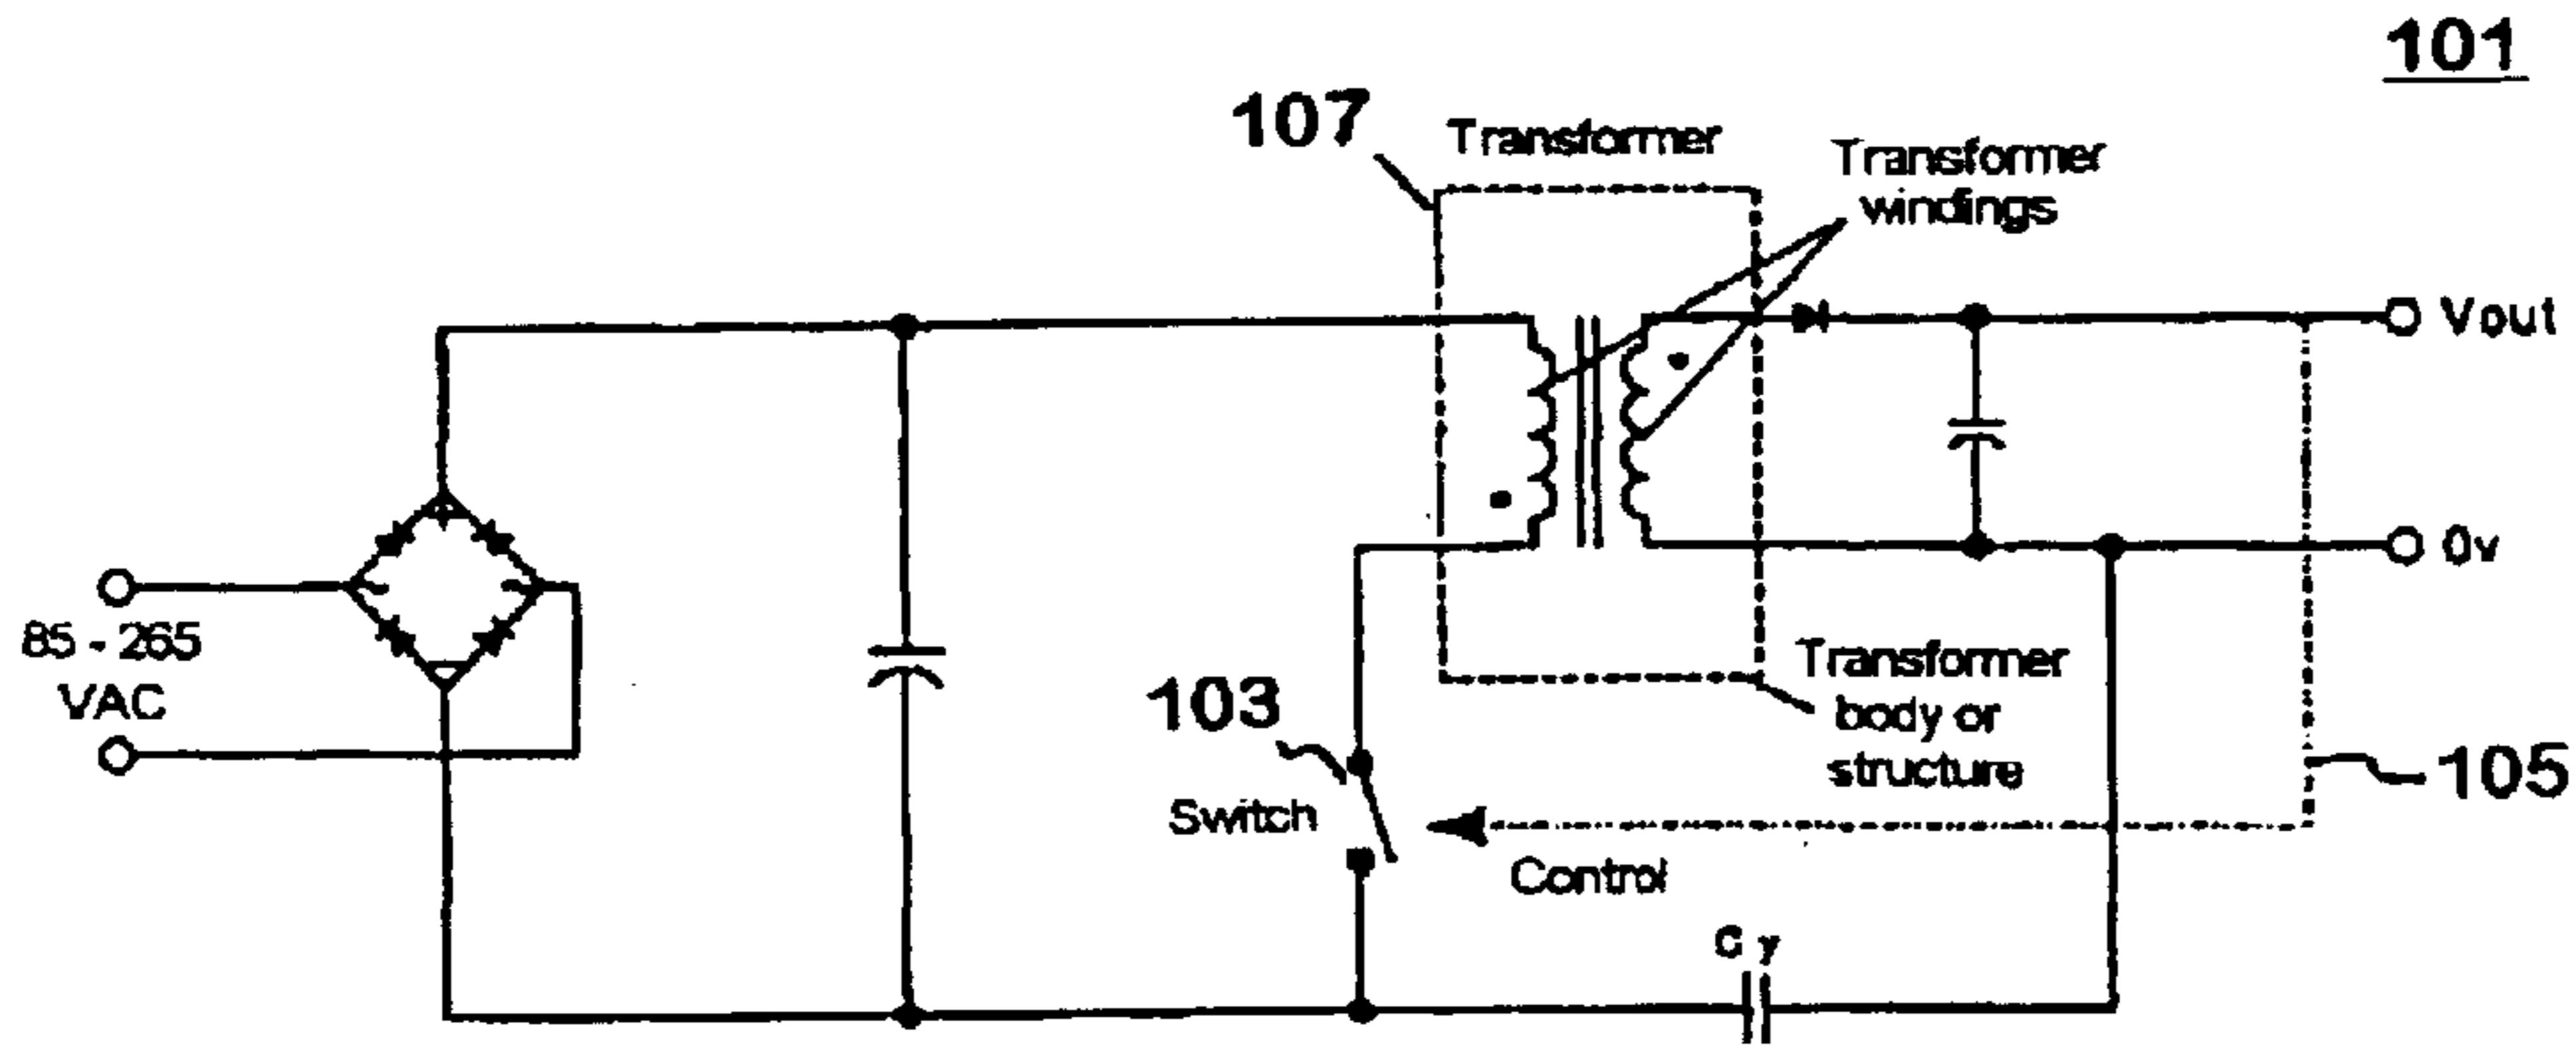 101
107
Transformer
Transformer
windings
Vout
0v
85 - 265
VAC
Transformer
body or
structure
103
Switch
105
Control
C y